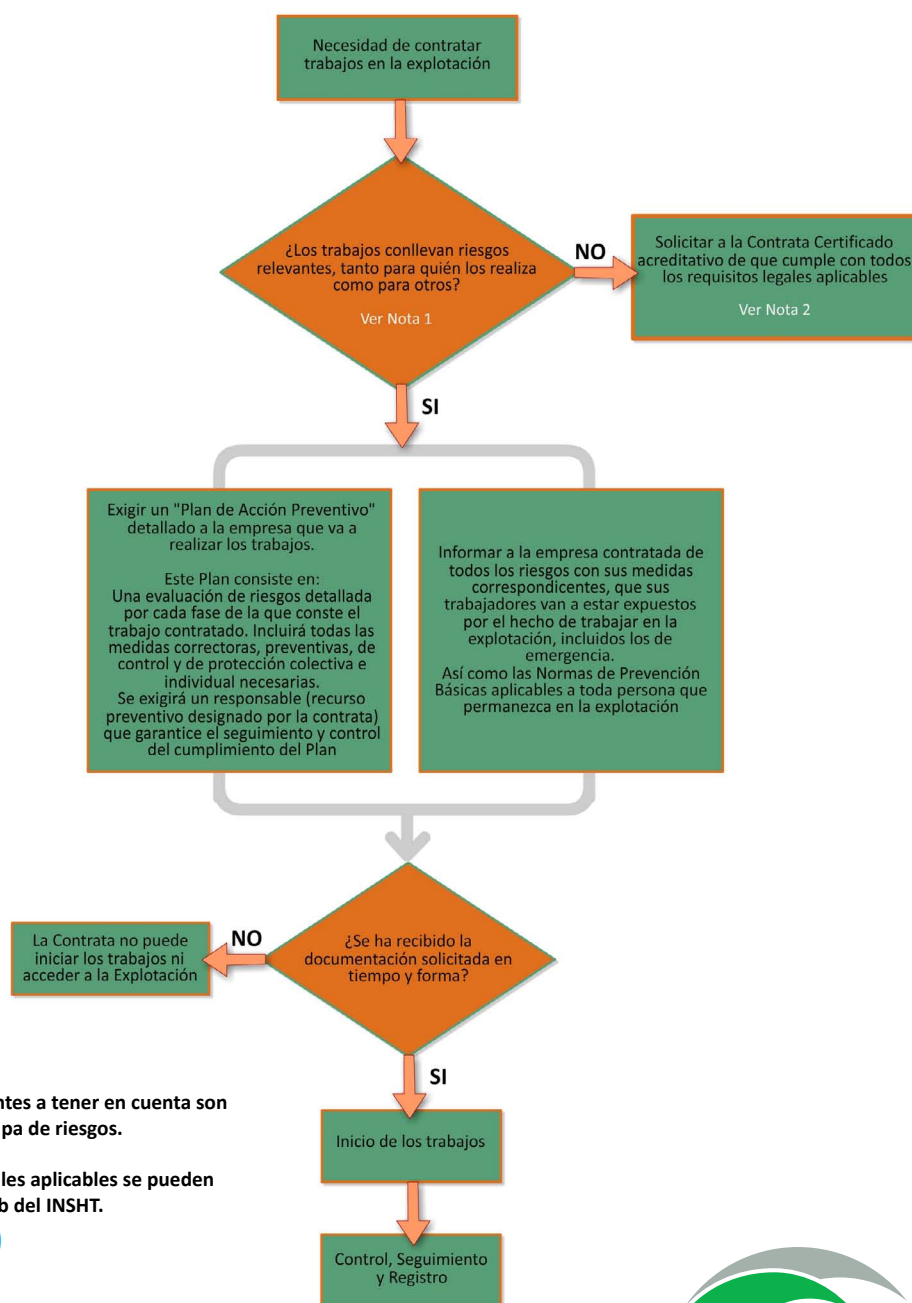 Necesidad de contratar
trabajos en la explotación
¿Los trabajos conllevan riesgos
relevantes, tanto para quién los realiza
como para otros?
Ver Nota 1
NO
Solicitar a la Contrata Certificado
acreditativo de que cumple con todos
los requisitos legales aplicables
Ver Nota 2
SI
Exigir un "Plan de Acción Preventivo"
detallado a la empresa que va a
realizar los trabajos.
Este Plan consiste en:
Una evaluación de riesgos detallada
por cada fase de la que conste el
trabajo contratado. Incluirá todas las
medidas correctoras, preventivas, de
control y de protección colectiva e
individual necesarias.
Se exigirá un responsable (recurso
preventivo designado por la contrata)
que garantice el seguimiento y control
del cumplimiento del Plan
Informar a la empresa contratada de
todos los riesgos con sus medidas
correspondicentes, que sus
trabajadores van a estar expuestos
por el hecho de trabajar en la
explotación, incluidos los de
emergencia.
Así como las Normas de Prevención
Básicas aplicables a toda persona que
permanezca en la explotación
¿Se ha recibido la
documentación solicitada en
tiempo y forma?
NO
La Contrata no puede
iniciar los trabajos ni
acceder a la Explotación
SI
Inicio de los trabajos
Control, Seguimiento
y Registro
ntes a tener en cuenta son
pa de riesgos.
les aplicables se pueden
b del INSHT.